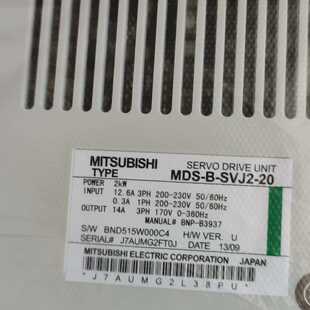 MITSUBISHI SERVO DRIVE UNIT
TYPE MDS-B-SVJ2-20
POWER 2kW
INPUT 12.6A 3PH 200-230V 50/60Hz
0.3A 1PH 200-230V 50/60Hz
OUTPUT 14A 3PH 170V 0-360Hz
MANUAL# BNP-B3937
S/W BND515W000C4 H/W VER. U
SERIAL# J7AUMG2FT0J DATE 13/09
MITSUBISHI ELECTRIC CORPORATION JAPAN
*J7AUMG2L38PU*